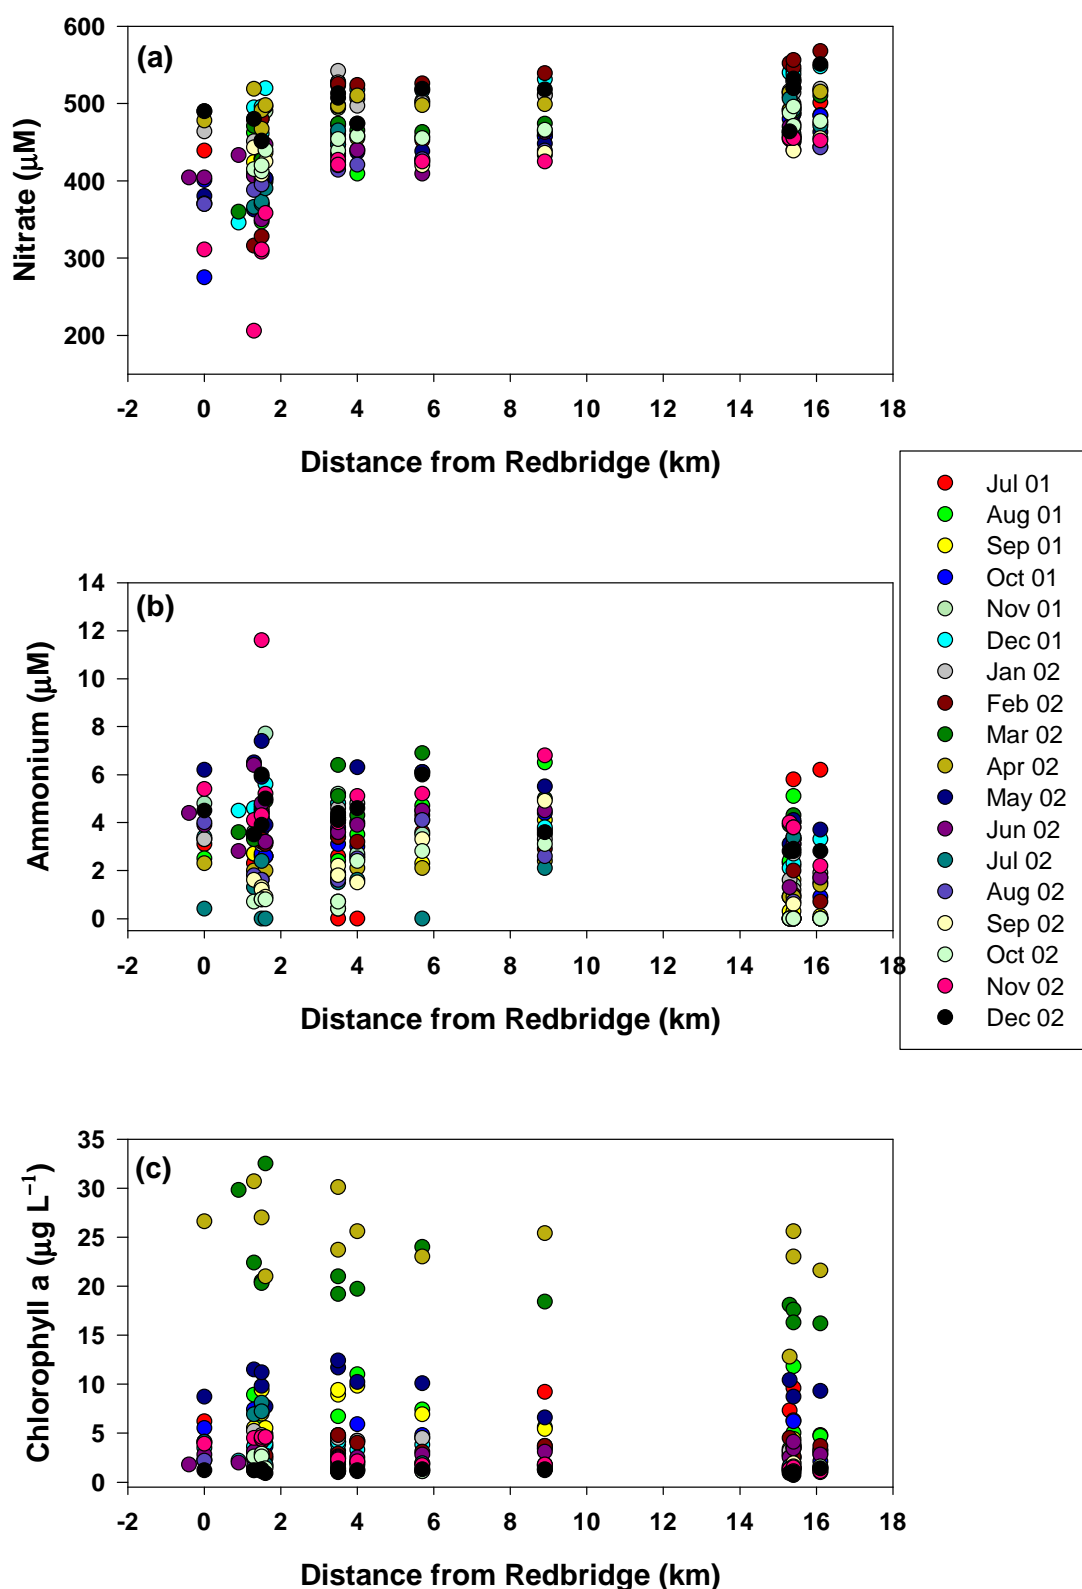 (a)
Nitrate (µM)
600
500
400
300
200
-2 0 2 4 6 8 10 12 14 16 18
Distance from Redbridge (km)
Jul 01
Aug 01
Sep 01
Oct 01
Nov 01
Dec 01
Jan 02
Feb 02
Mar 02
Apr 02
May 02
Jun 02
Jul 02
Aug 02
Sep 02
Oct 02
Nov 02
Dec 02
(b)
Ammonium (µM)
14
12
10
8
6
4
2
0
-2 0 2 4 6 8 10 12 14 16 18
Distance from Redbridge (km)
(c)
Chlorophyll a (µg L⁻¹)
35
30
25
20
15
10
5
0
-2 0 2 4 6 8 10 12 14 16 18
Distance from Redbridge (km)